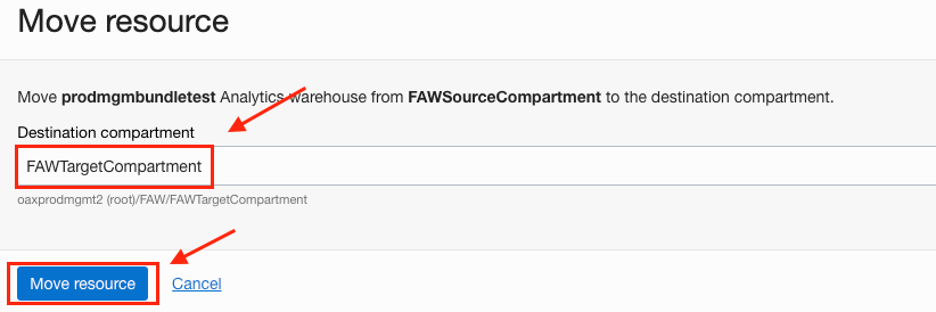 Move resource
Move prodmgmbundletest Analytics warehouse from FAWSourceCompartment to the destination compartment.
Destination compartment
FAWTargetCompartment
oaxprodmgmt2 (root)/FAW/FAWTargetCompartment
Move resource Cancel